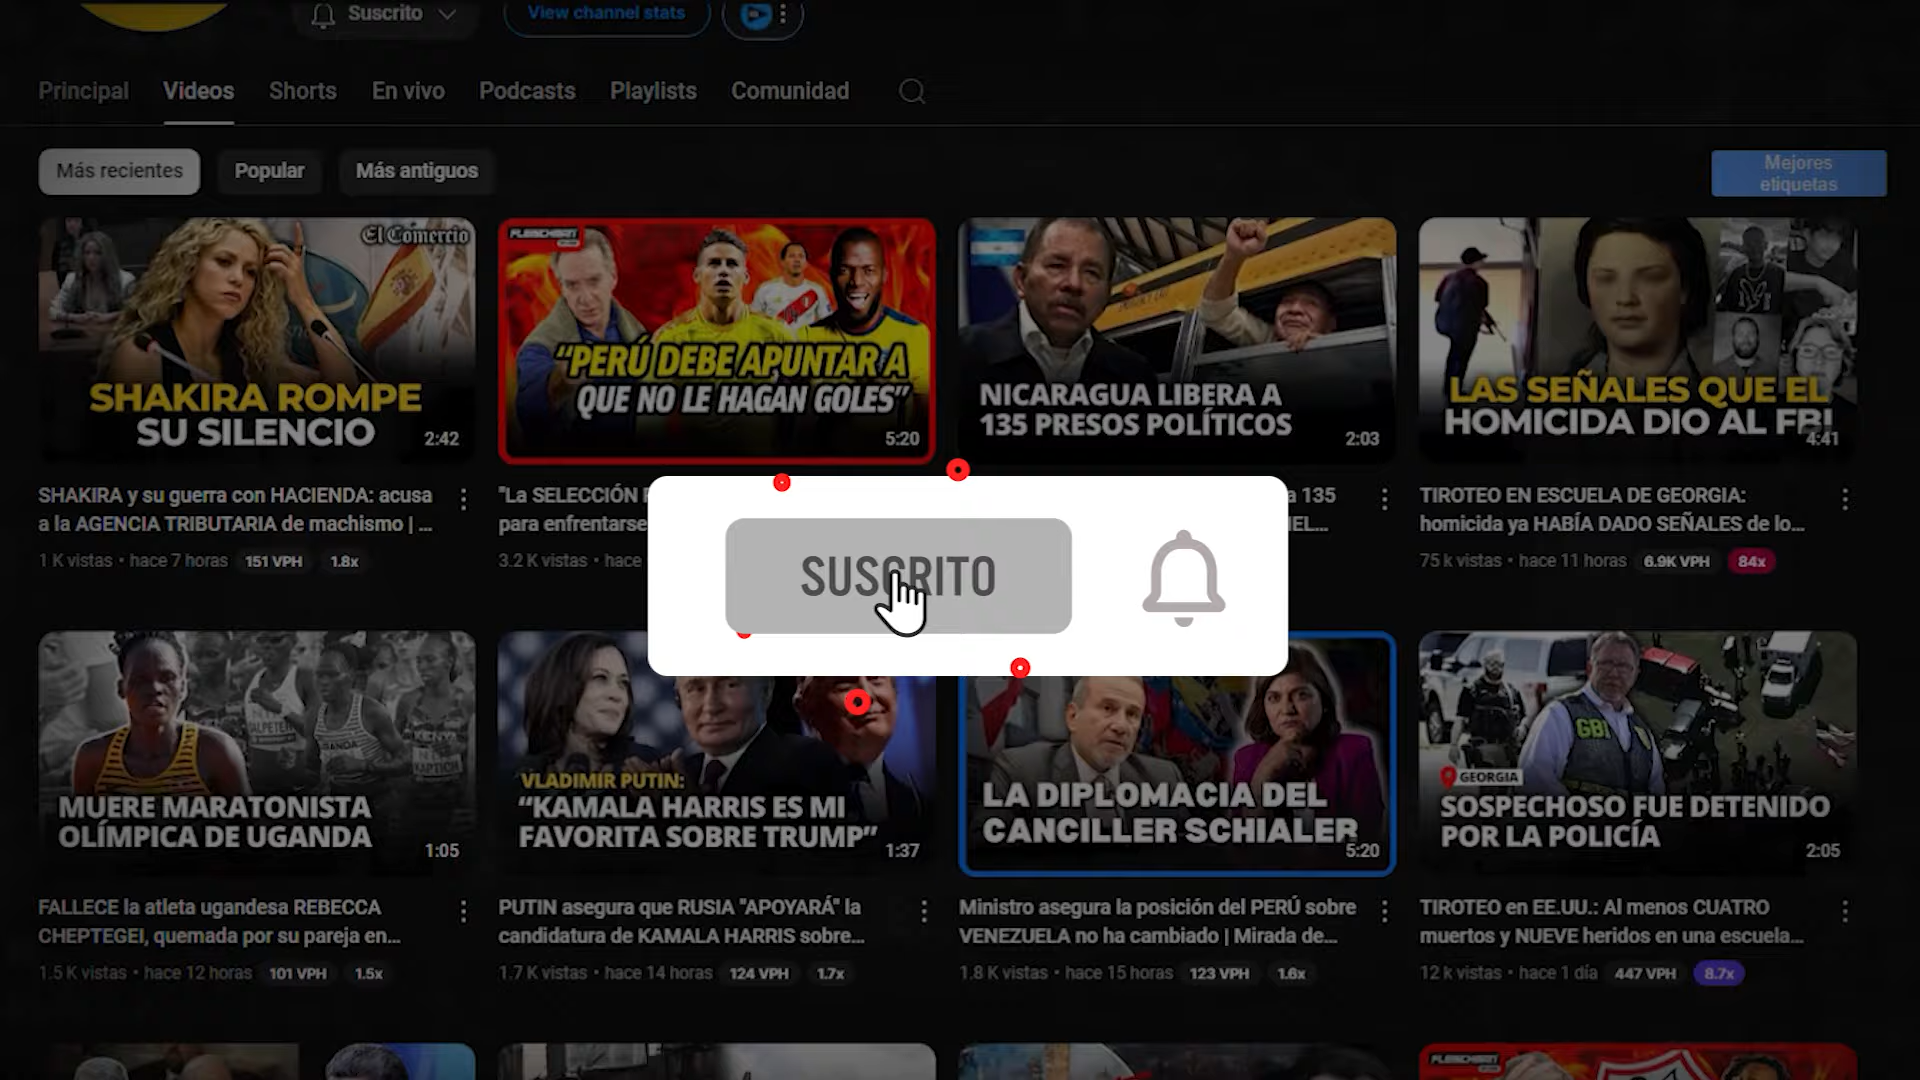 Suscrito
View channel stats
Principal
Videos
Shorts
En vivo
Podcasts
Playlists
Comunidad
Más recientes
Popular
Más antiguos
Mejores
etiquetas
El Comercio
SHAKIRA ROMPE
SU SILENCIO
2:42
"PERÚ DEBE APUNTAR A
QUE NO LE HAGAN GOLES"
5:20
NICARAGUA LIBERA A
135 PRESOS POLÍTICOS
2:03
LAS SEÑALES QUE EL
HOMICIDA DIO AL FBI
4:41
SHAKIRA y su guerra con HACIENDA: acusa
a la AGENCIA TRIBUTARIA de machismo | ...
1 K vistas • hace 7 horas 151 VPH 1.8x
"La SELECCIÓN
para enfrentarse
3.2 K vistas • hace
a 135
TIROTEO EN ESCUELA DE GEORGIA:
homicida ya HABÍA DADO SEÑALES de lo...
75 k vistas • hace 11 horas 6.9K VPH 84x
SUSCRITO
UGANDA
KAPTICH
MUERE MARATONISTA
OLÍMPICA DE UGANDA
1:05
VLADIMIR PUTIN:
"KAMALA HARRIS ES MI
FAVORITA SOBRE TRUMP"
1:37
LA DIPLOMACIA DEL
CANCILLER SCHIALER
5:20
GBI
GEORGIA
SOSPECHOSO FUE DETENIDO
POR LA POLICÍA
2:05
FALLECE la atleta ugandesa REBECCA
CHEPTEGEI, quemada por su pareja en...
1.5 K vistas • hace 12 horas 101 VPH 1.5x
PUTIN asegura que RUSIA "APOYARÁ" la
candidatura de KAMALA HARRIS sobre...
1.7 K vistas • hace 14 horas 124 VPH 1.7x
Ministro asegura la posición del PERÚ sobre
VENEZUELA no ha cambiado | Mirada de...
1.8 K vistas • hace 15 horas 123 VPH 1.6x
TIROTEO en EE.UU.: Al menos CUATRO
muertos y NUEVE heridos en una escuela...
12 k vistas • hace 1 día 447 VPH 8.7x